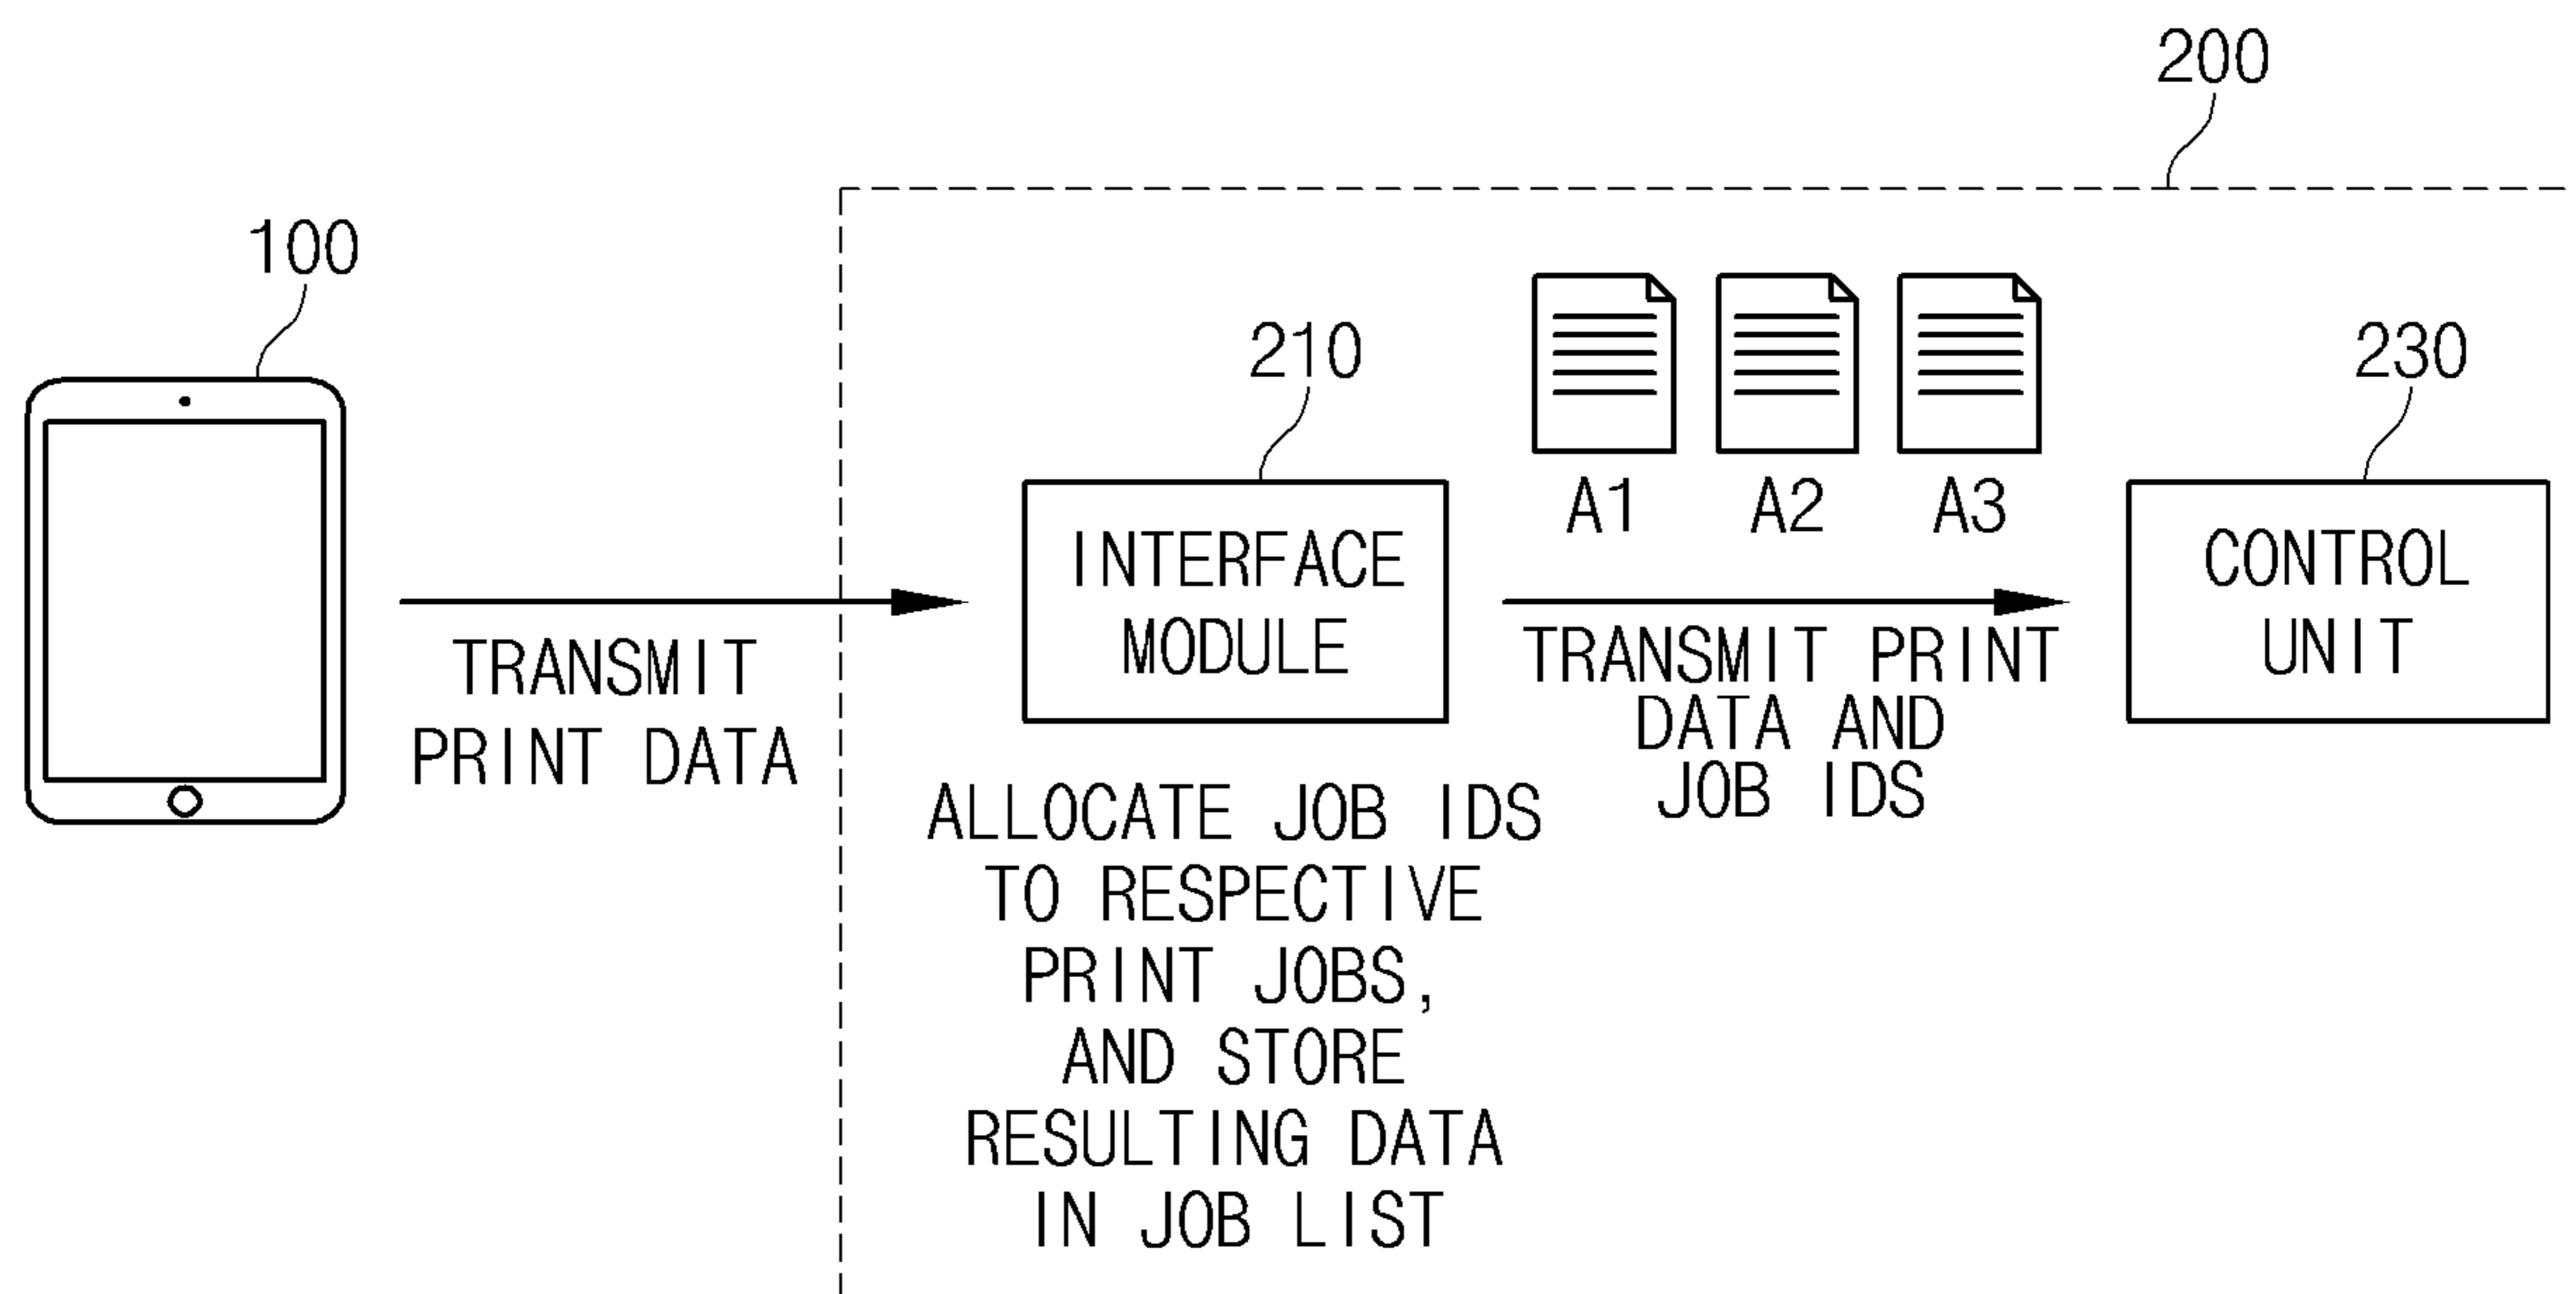 200
100
210
230
A1
A2
A3
INTERFACE
MODULE
CONTROL
UNIT
TRANSMIT
PRINT DATA
TRANSMIT PRINT
DATA AND
JOB IDS
ALLOCATE JOB IDS
TO RESPECTIVE
PRINT JOBS,
AND STORE
RESULTING DATA
IN JOB LIST